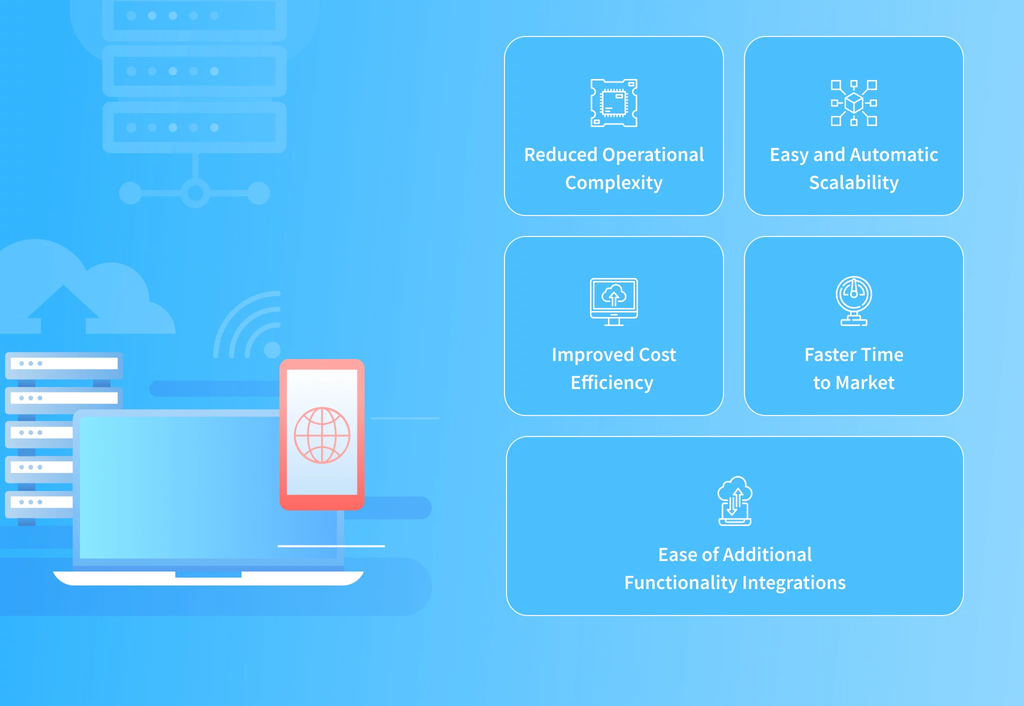 Reduced Operational
Complexity
Easy and Automatic
Scalability
Improved Cost
Efficiency
Faster Time
to Market
Ease of Additional
Functionality Integrations